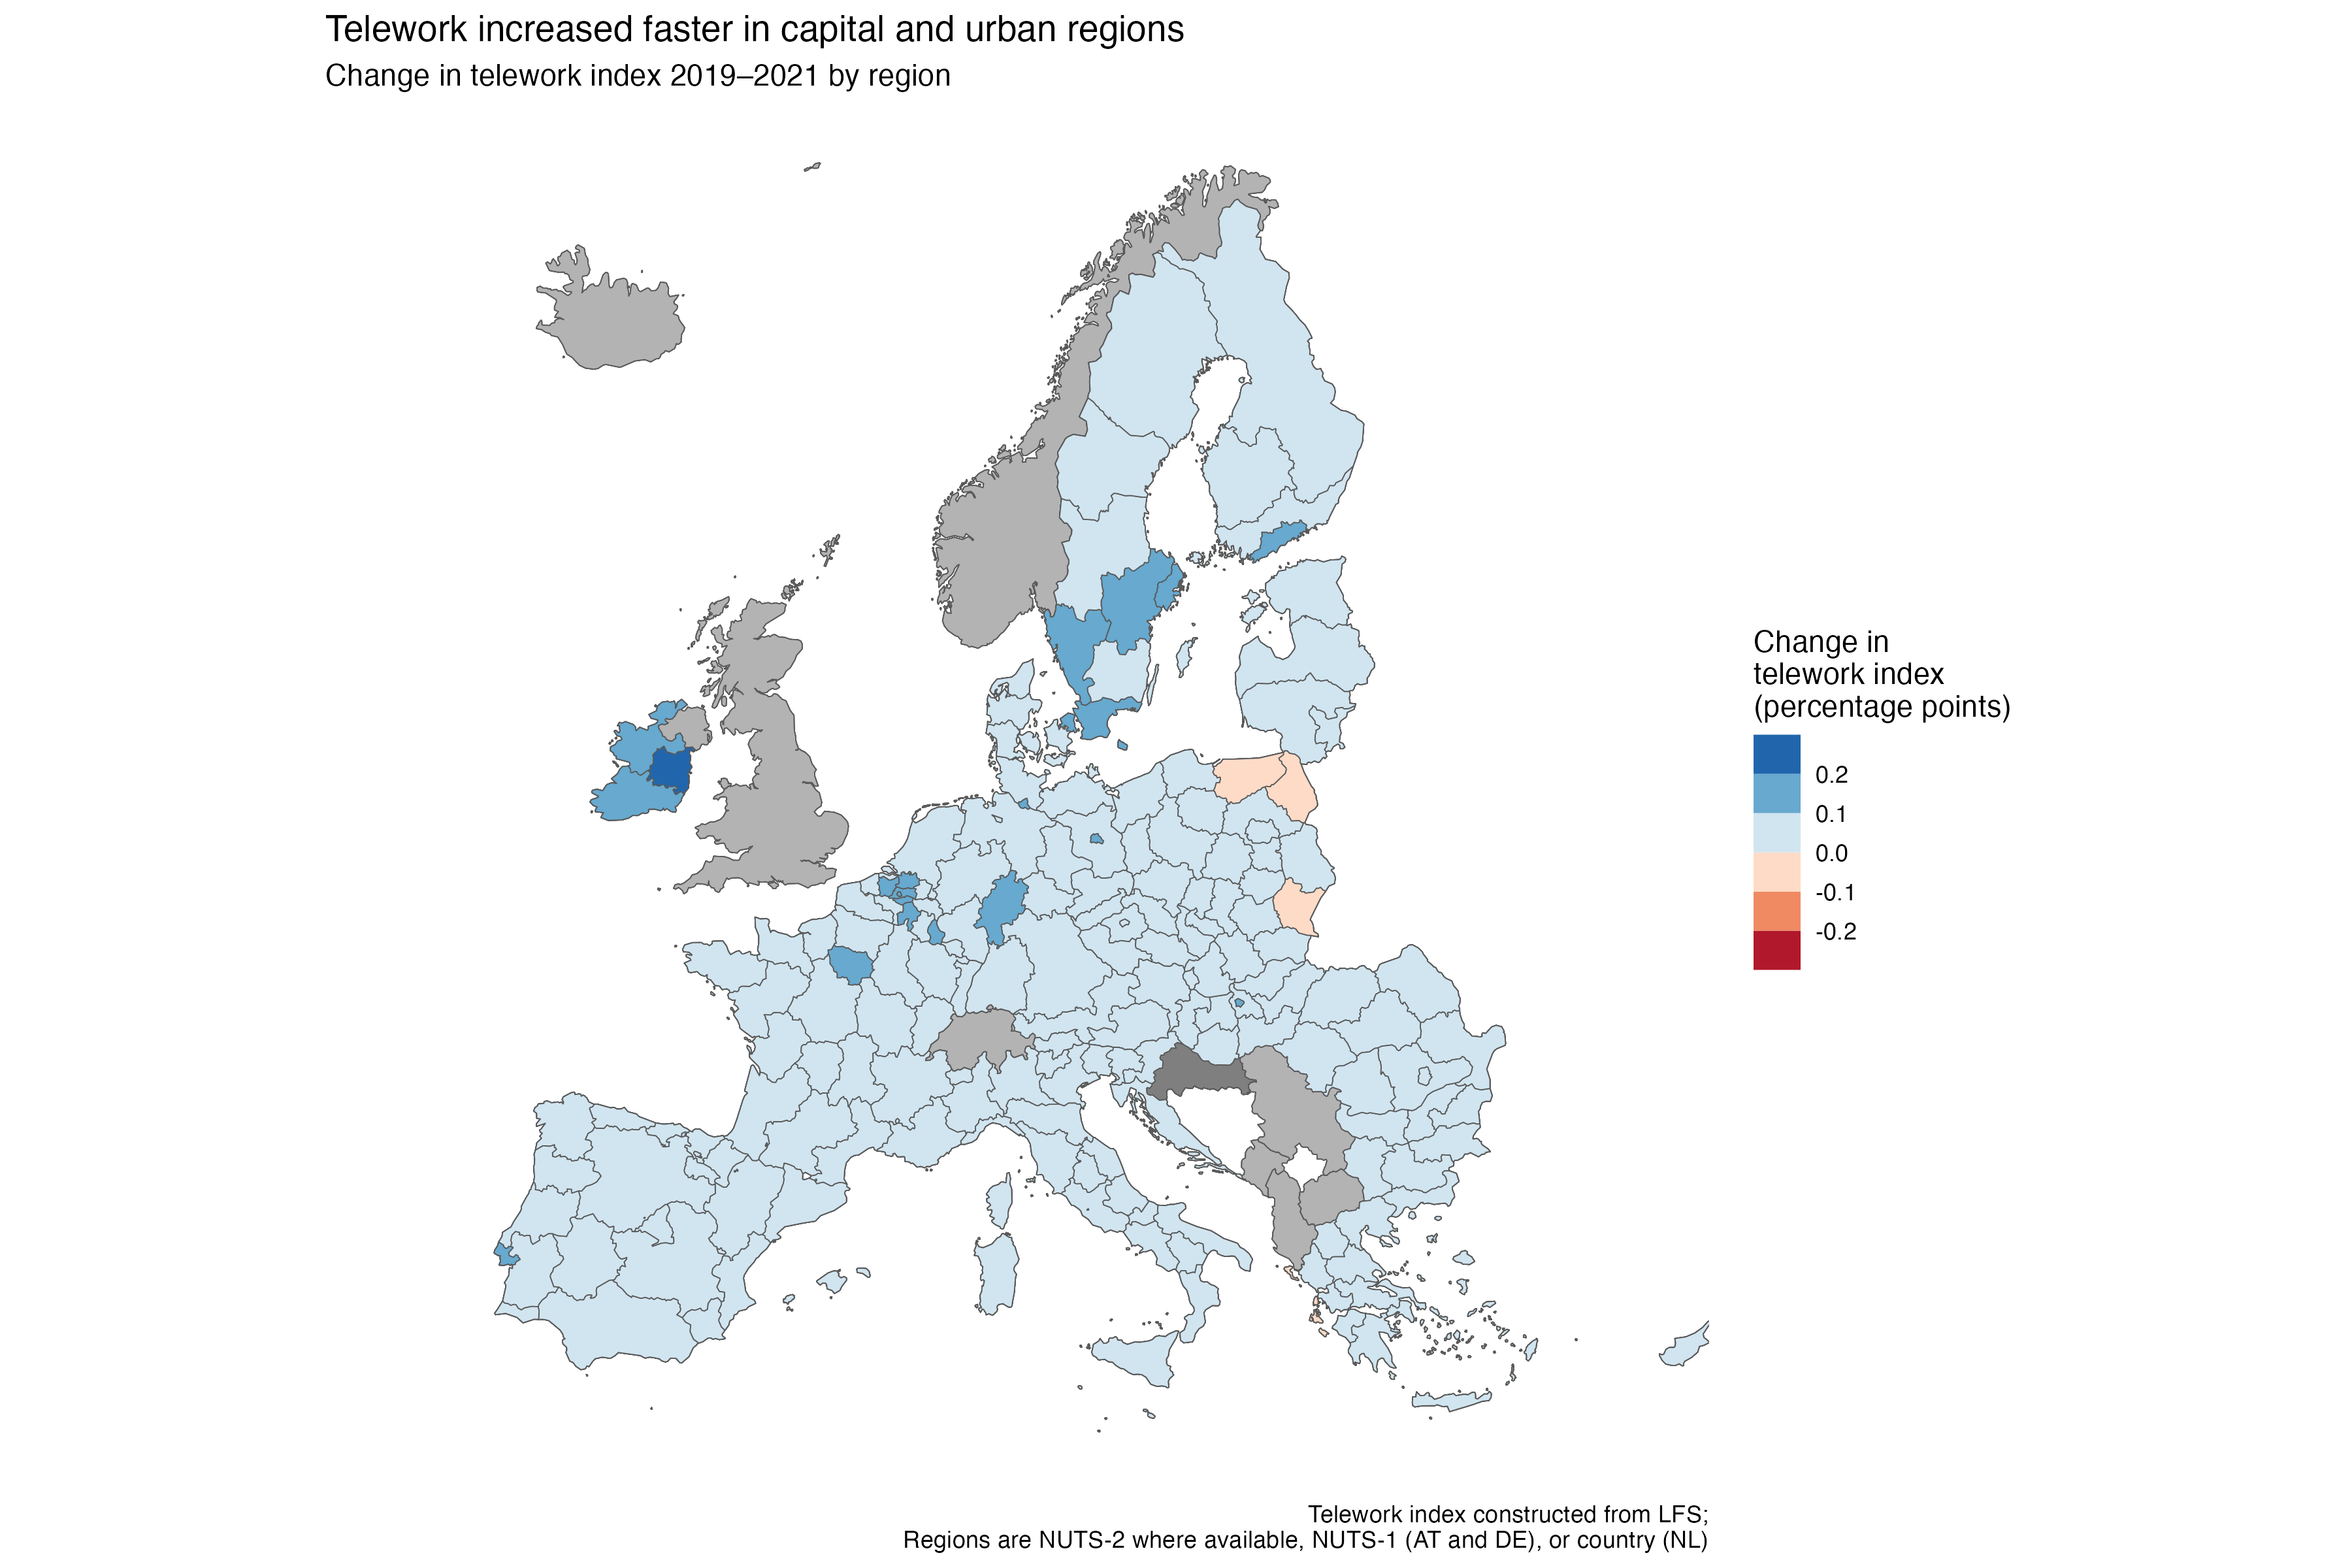 Telework increased faster in capital and urban regions
Change in telework index 2019–2021 by region
Change in
telework index
(percentage points)
0.2
0.1
0.0
-0.1
-0.2
Telework index constructed from LFS;
Regions are NUTS-2 where available, NUTS-1 (AT and DE), or country (NL)